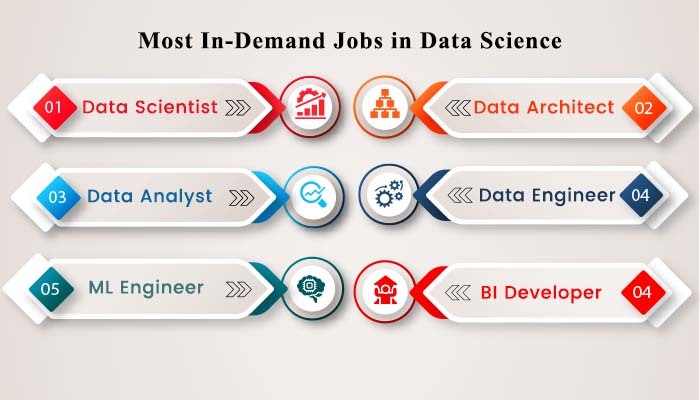 Most In-Demand Jobs in Data Science
01 Data Scientist
Data Architect 02
03 Data Analyst
Data Engineer 04
05 ML Engineer
BI Developer 04